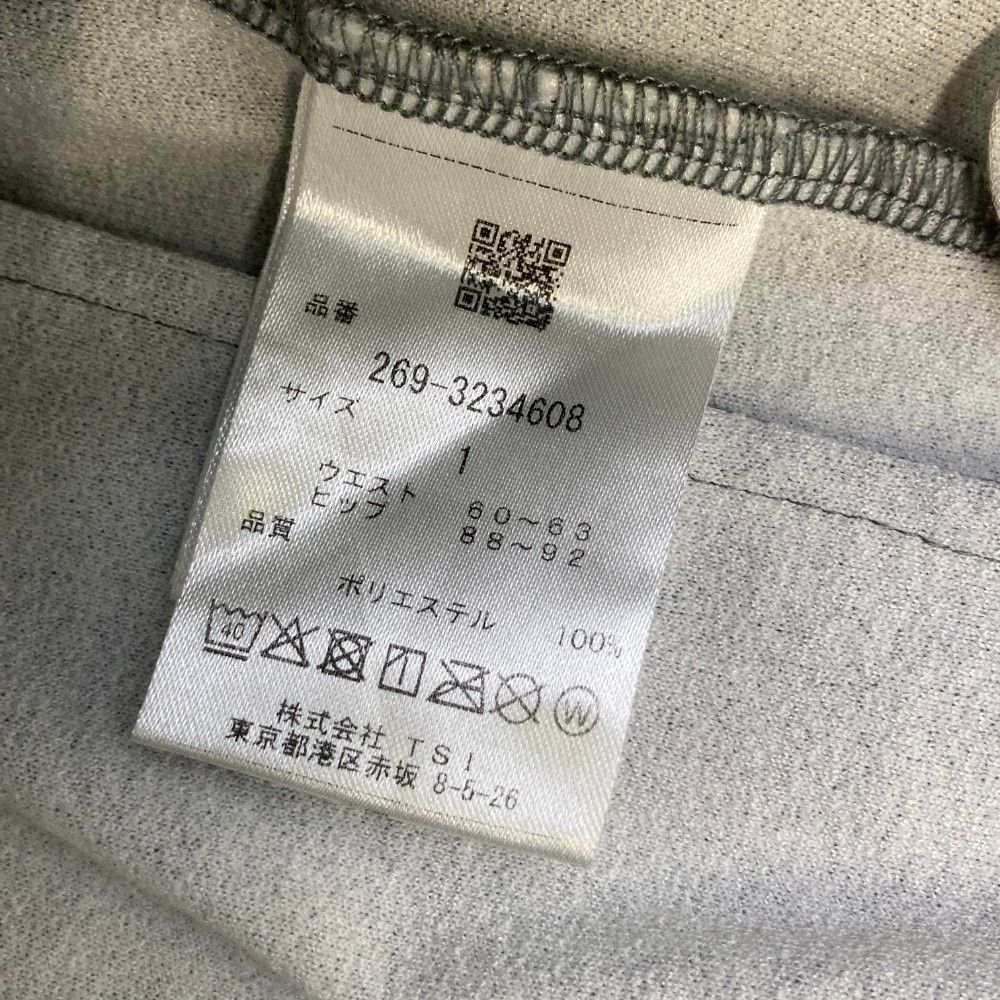 品番
269-3234608
サイズ
1
ウエスト 60～63
ヒップ 88～92
品質
ポリエステル 100%
40
W
株式会社 TSI
東京都港区赤坂 8-5-26